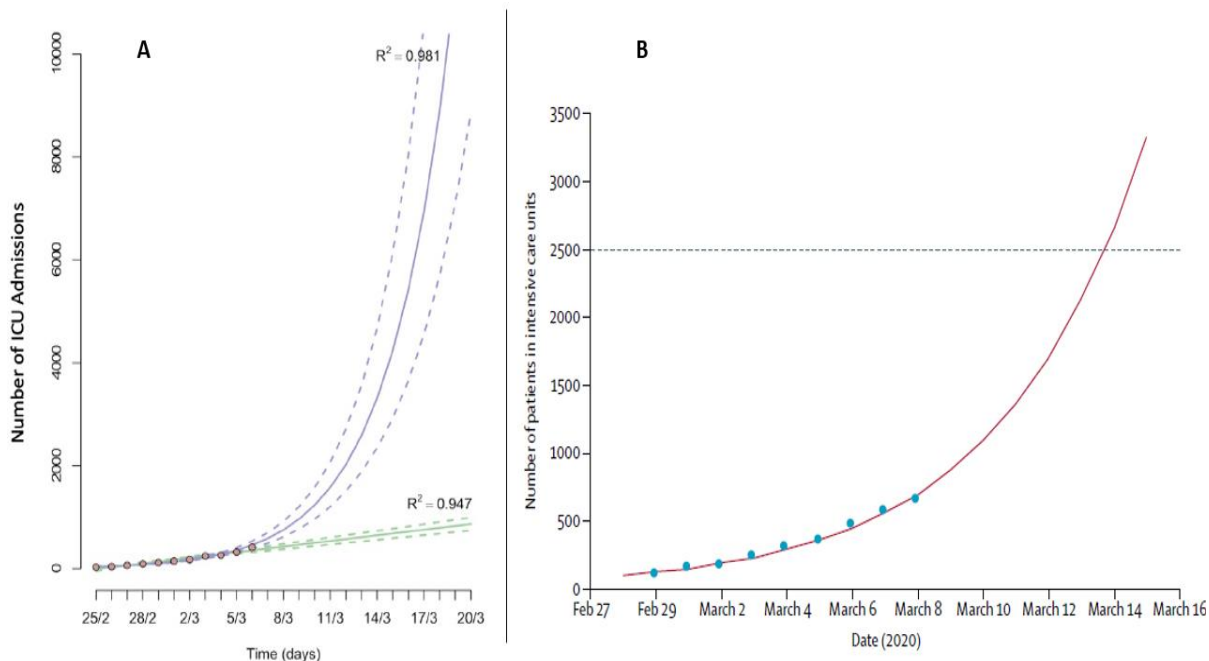 A
R² = 0.981
10000
8000
6000
4000
2000
0
Number of ICU Admissions
R² = 0.947
25/2 28/2 2/3 5/3 8/3 11/3 14/3 17/3 20/3
Time (days)
B
3500
3000
2500
2000
1500
1000
500
0
Number of patients in intensive care units
Feb 27 Feb 29 March 2 March 4 March 6 March 8 March 10 March 12 March 14 March 16
Date (2020)